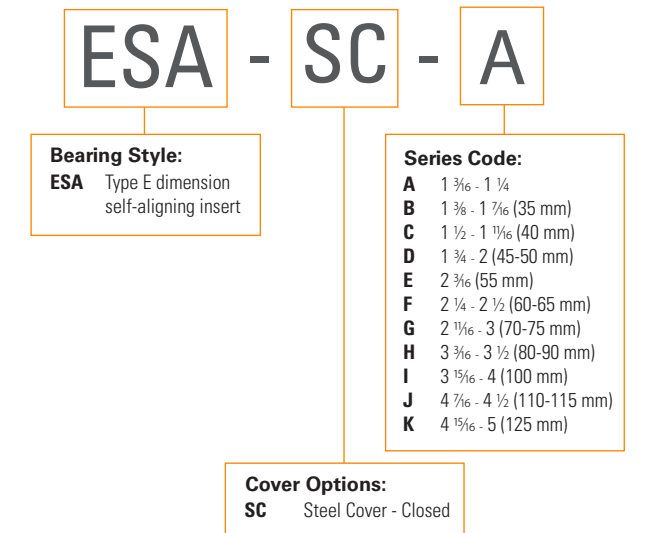 ESA - SC - A
Bearing Style:
ESA Type E dimension
self-aligning insert
Series Code:
A 1 3⁄16 - 1 1⁄4
B 1 3⁄8 - 1 7⁄16 (35 mm)
C 1 1⁄2 - 1 11⁄16 (40 mm)
D 1 3⁄4 - 2 (45-50 mm)
E 2 3⁄16 (55 mm)
F 2 1⁄4 - 2 1⁄2 (60-65 mm)
G 2 11⁄16 - 3 (70-75 mm)
H 3 3⁄16 - 3 1⁄2 (80-90 mm)
I 3 15⁄16 - 4 (100 mm)
J 4 7⁄16 - 4 1⁄2 (110-115 mm)
K 4 15⁄16 - 5 (125 mm)
Cover Options:
SC Steel Cover - Closed